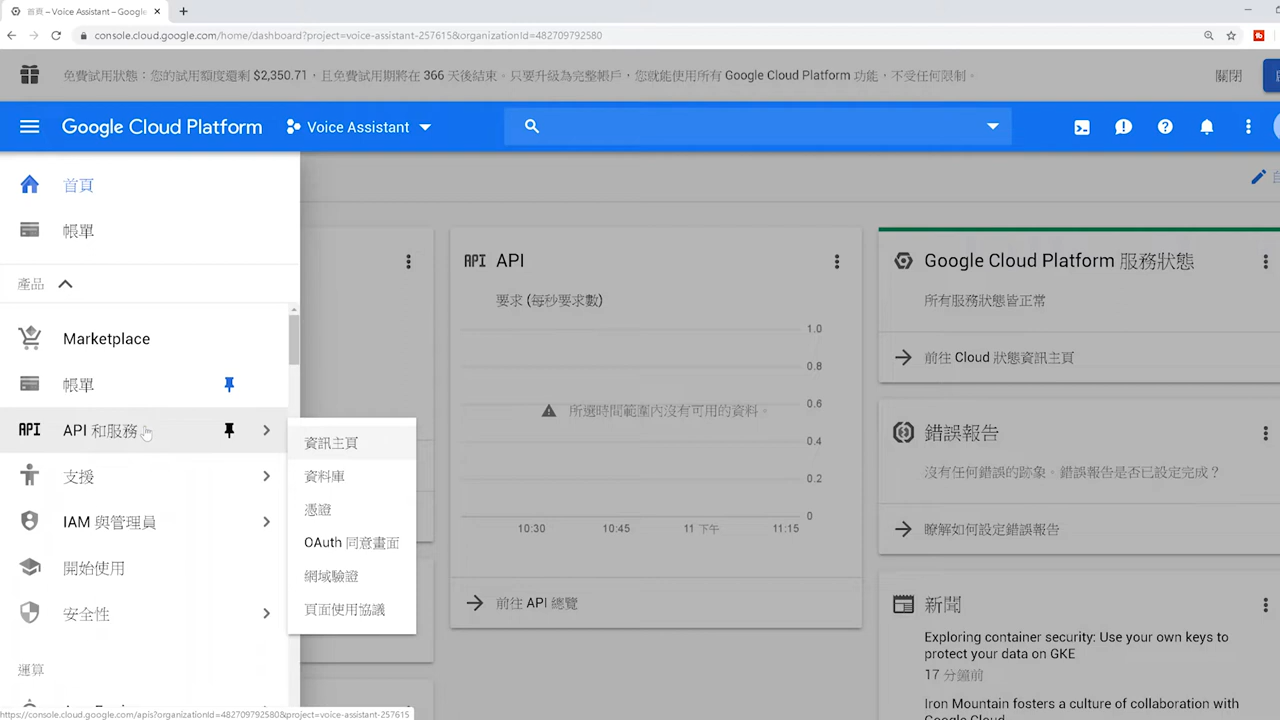 首頁 – Voice Assistant – Google
console.cloud.google.com/home/dashboard?project=voice-assistant-257615&organizationId=482709792580
免費試用狀態：您的試用額度還剩 $2,350.71，且免費試用期將在 366 天後結束。只要升級為完整帳戶，您就能使用所有 Google Cloud Platform 功能，不受任何限制。
關閉
Google Cloud Platform
Voice Assistant
首頁
帳單
產品
Marketplace
帳單
API API 和服務
支援
IAM 與管理員
開始使用
安全性
運算
資訊主頁
資料庫
憑證
OAuth 同意畫面
網域驗證
頁面使用協議
API API
要求 (每秒要求數)
1.0
0.8
0.6
0.4
0.2
0
所選時間範圍內沒有可用的資料。
10:30
10:45
11 下午
11:15
前往 API 總覽
Google Cloud Platform 服務狀態
所有服務狀態皆正常
前往 Cloud 狀態資訊主頁
錯誤報告
沒有任何錯誤的跡象。錯誤報告是否已設定完成？
瞭解如何設定錯誤報告
新聞
Exploring container security: Use your own keys to
protect your data on GKE
17 分鐘前
Iron Mountain fosters a culture of collaboration with
Google Cloud
https://console.cloud.google.com/apis?organizationId=482709792580&project=voice-assistant-257615